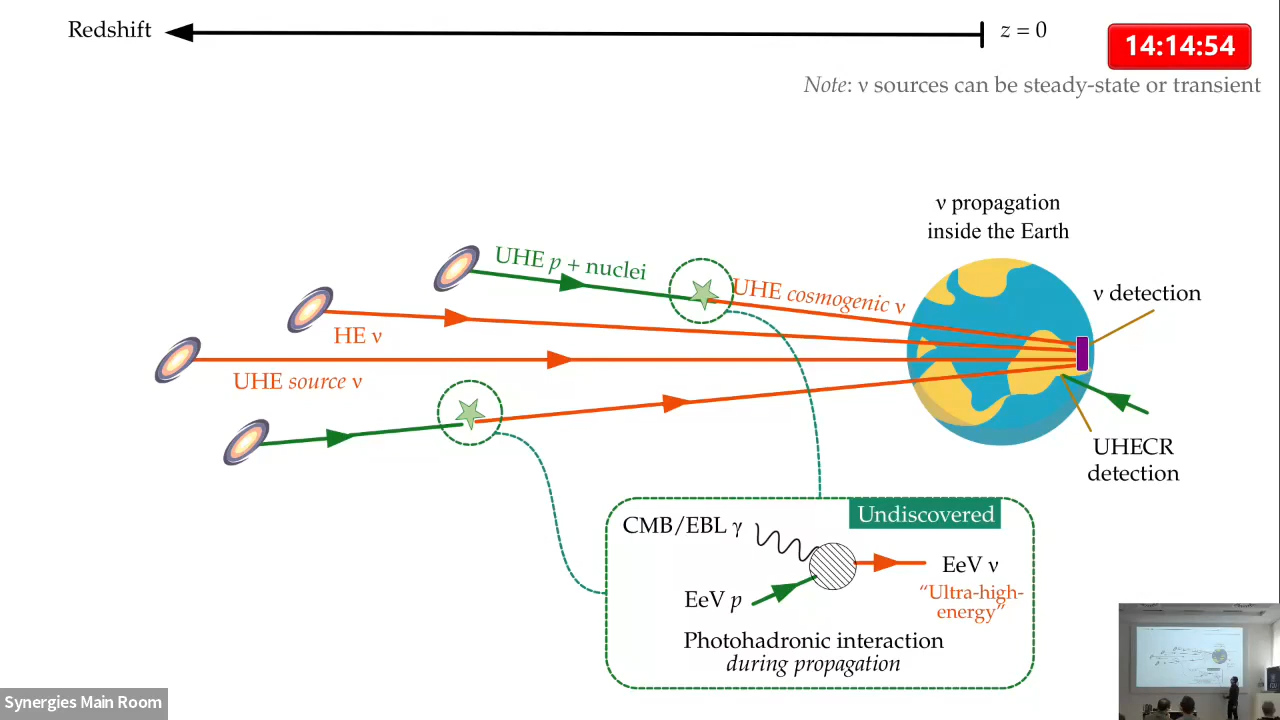 Redshift
z = 0
14:14:54
Note: ν sources can be steady-state or transient
ν propagation
inside the Earth
UHE p + nuclei
UHE cosmogenic ν
ν detection
HE ν
UHE source ν
UHECR
detection
Undiscovered
CMB/EBL γ
EeV ν
"Ultra-high-
energy"
EeV p
Photohadronic interaction
during propagation
Synergies Main Room